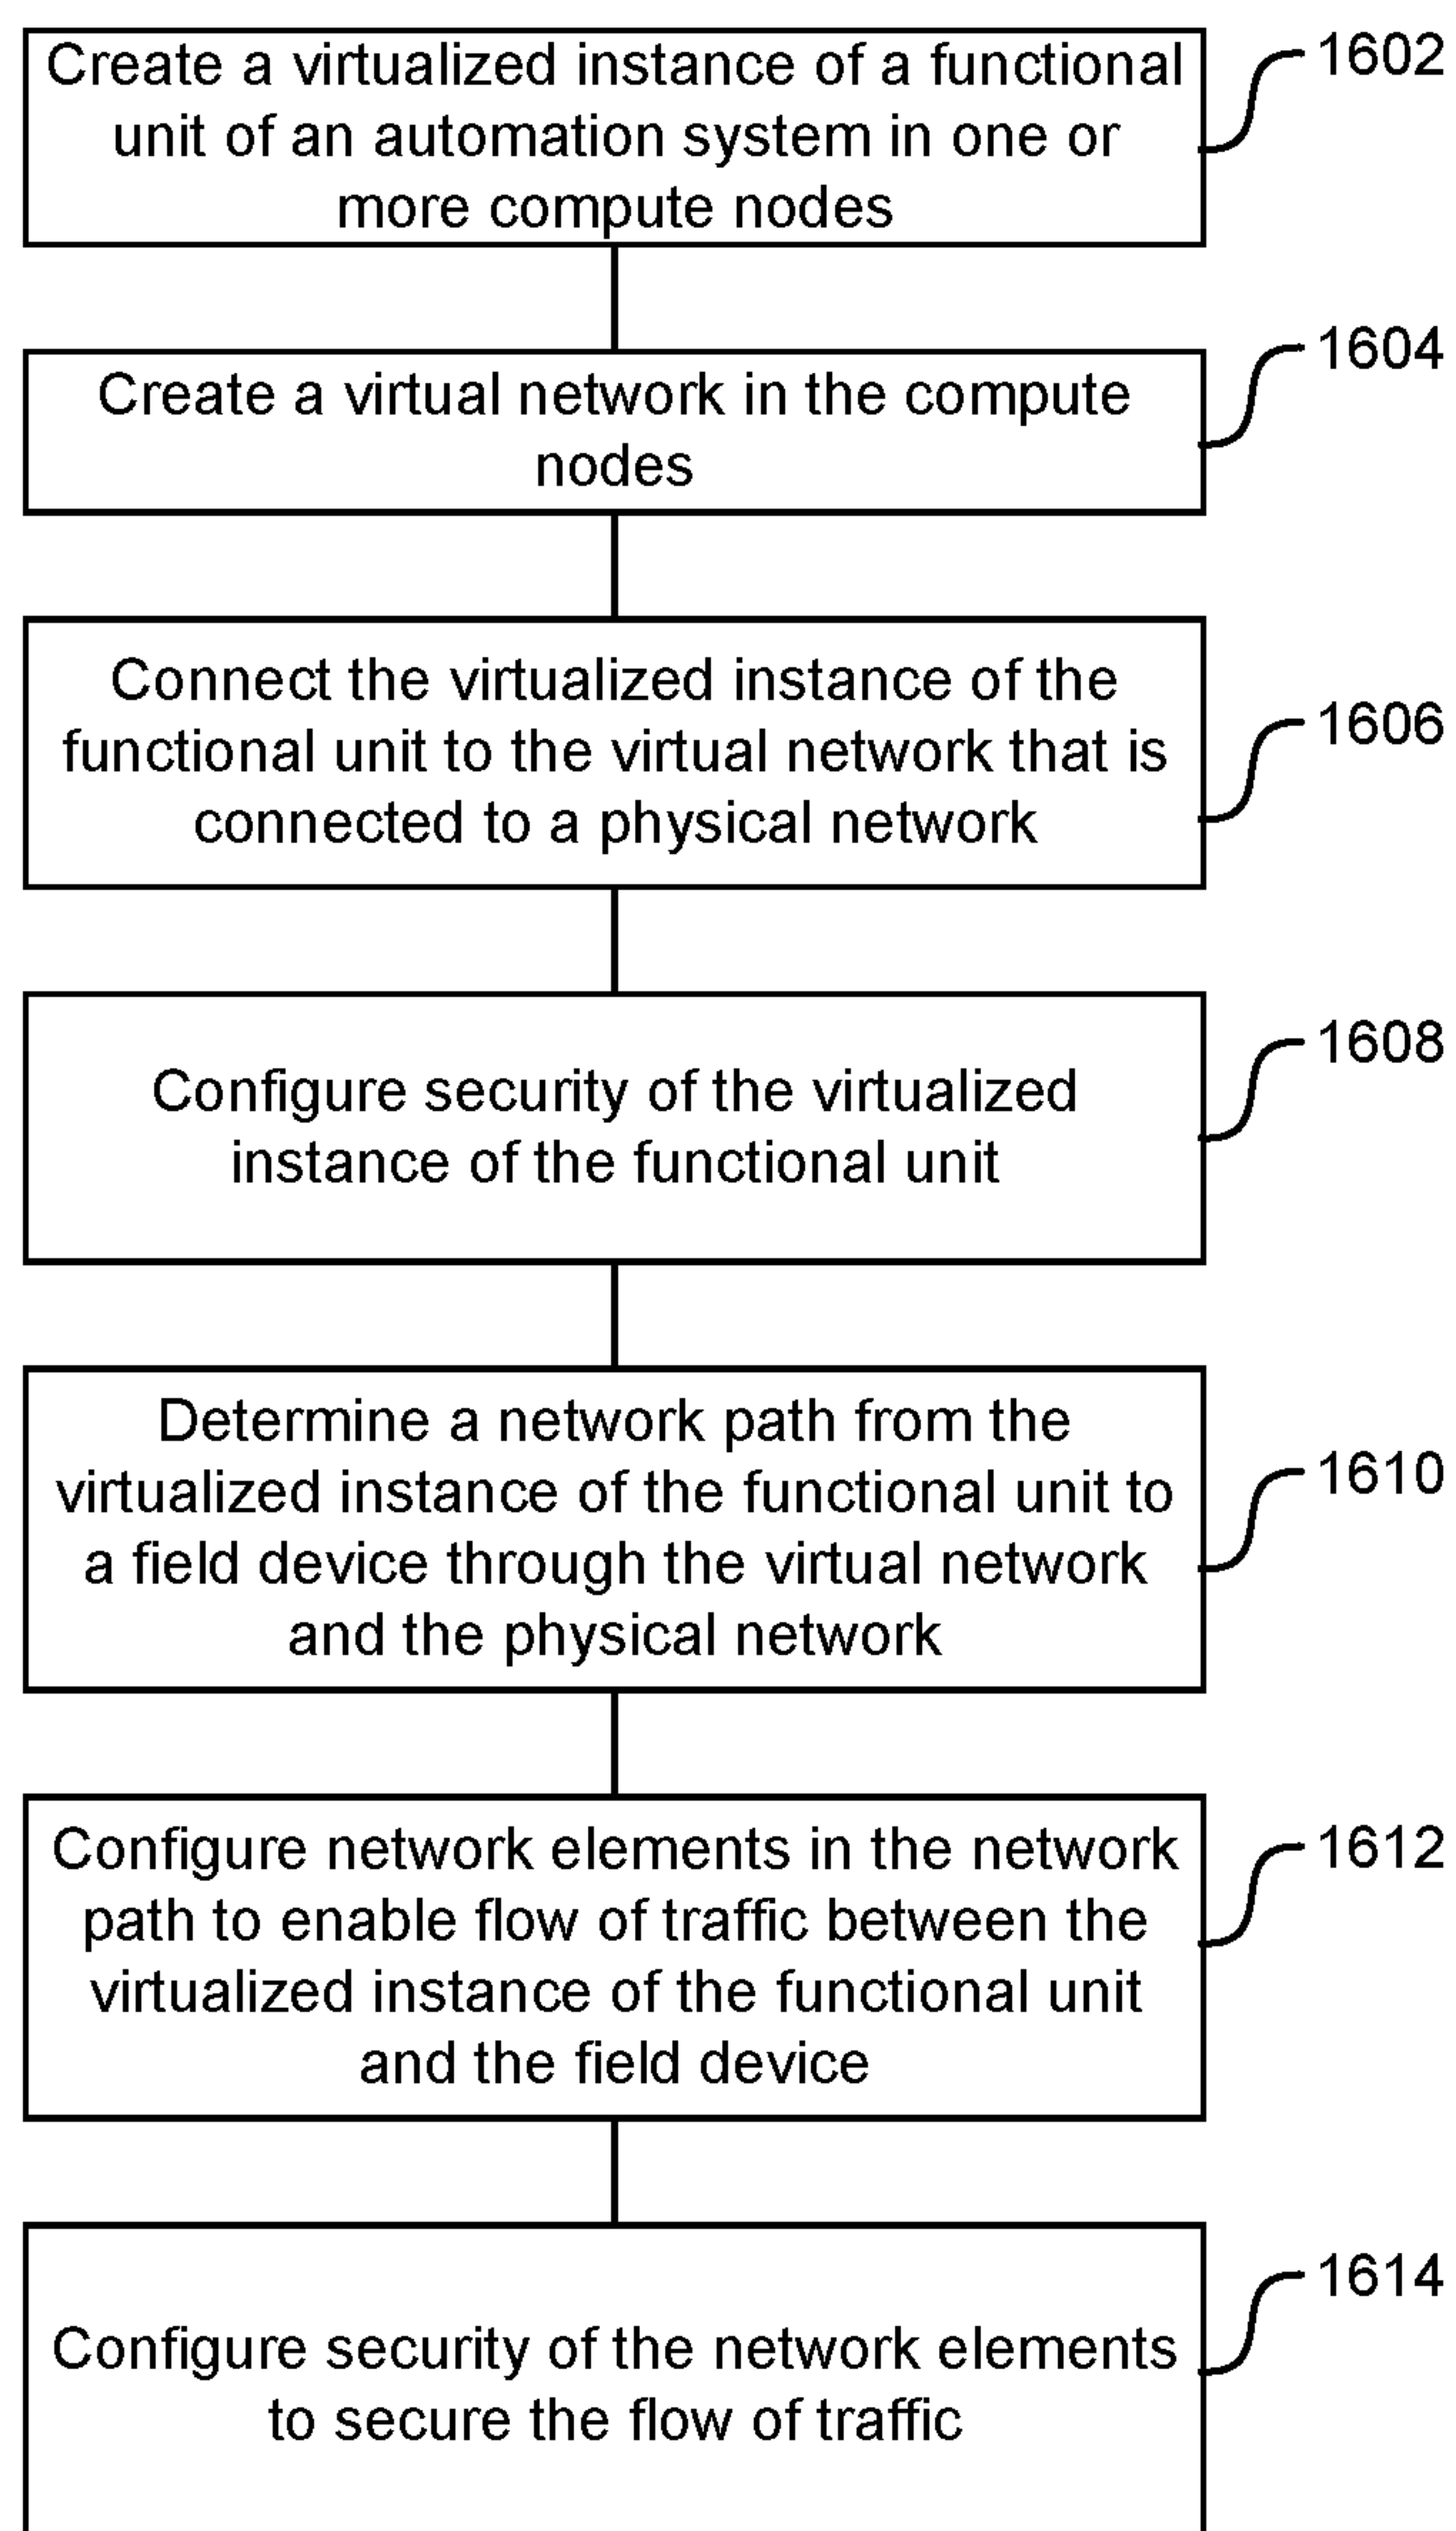 Create a virtualized instance of a functional
unit of an automation system in one or
more compute nodes
1602
Create a virtual network in the compute
nodes
1604
Connect the virtualized instance of the
functional unit to the virtual network that is
connected to a physical network
1606
Configure security of the virtualized
instance of the functional unit
1608
Determine a network path from the
virtualized instance of the functional unit to
a field device through the virtual network
and the physical network
1610
Configure network elements in the network
path to enable flow of traffic between the
virtualized instance of the functional unit
and the field device
1612
Configure security of the network elements
to secure the flow of traffic
1614